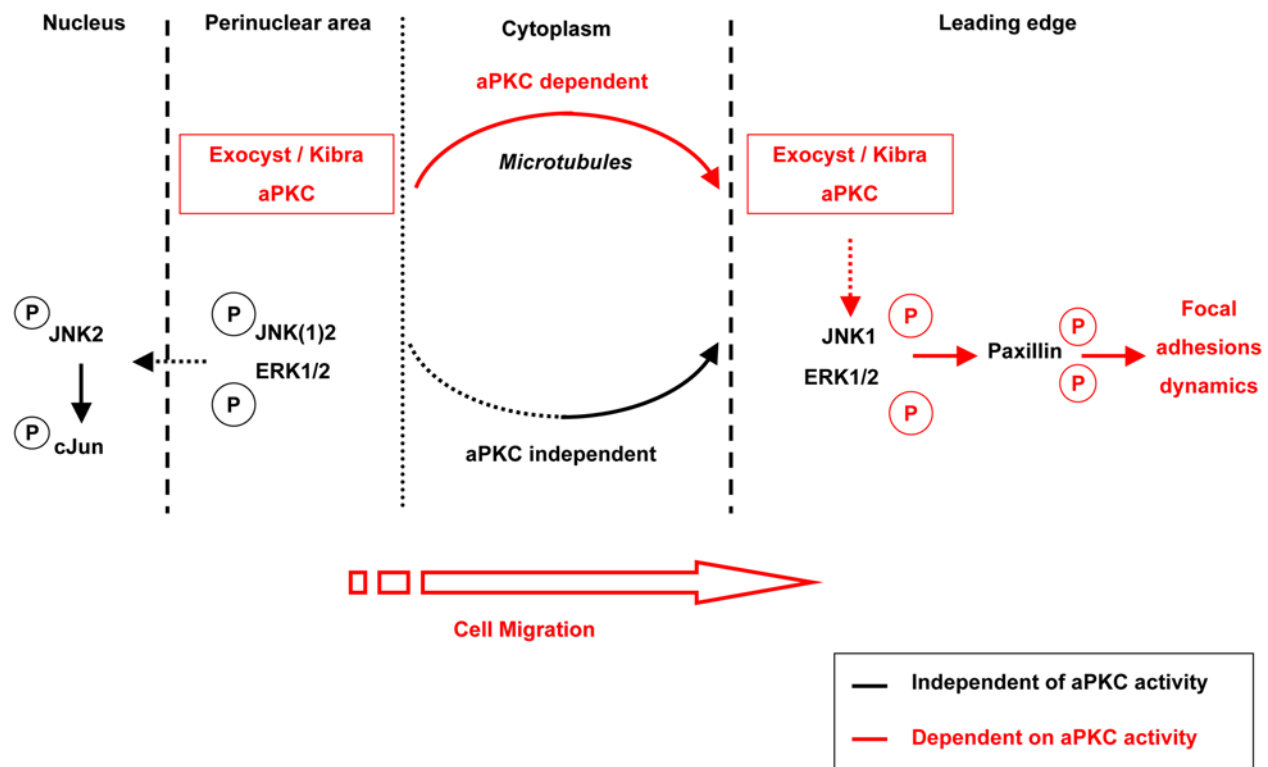 Nucleus
Perinuclear area
Cytoplasm
Leading edge
aPKC dependent
Exocyst / Kibra
aPKC
Microtubules
Exocyst / Kibra
aPKC
P
JNK2
P
cJun
P
JNK(1)2
ERK1/2
P
aPKC independent
JNK1
ERK1/2
P
P
Paxillin
P
P
Focal
adhesions
dynamics
Cell Migration
Independent of aPKC activity
Dependent on aPKC activity